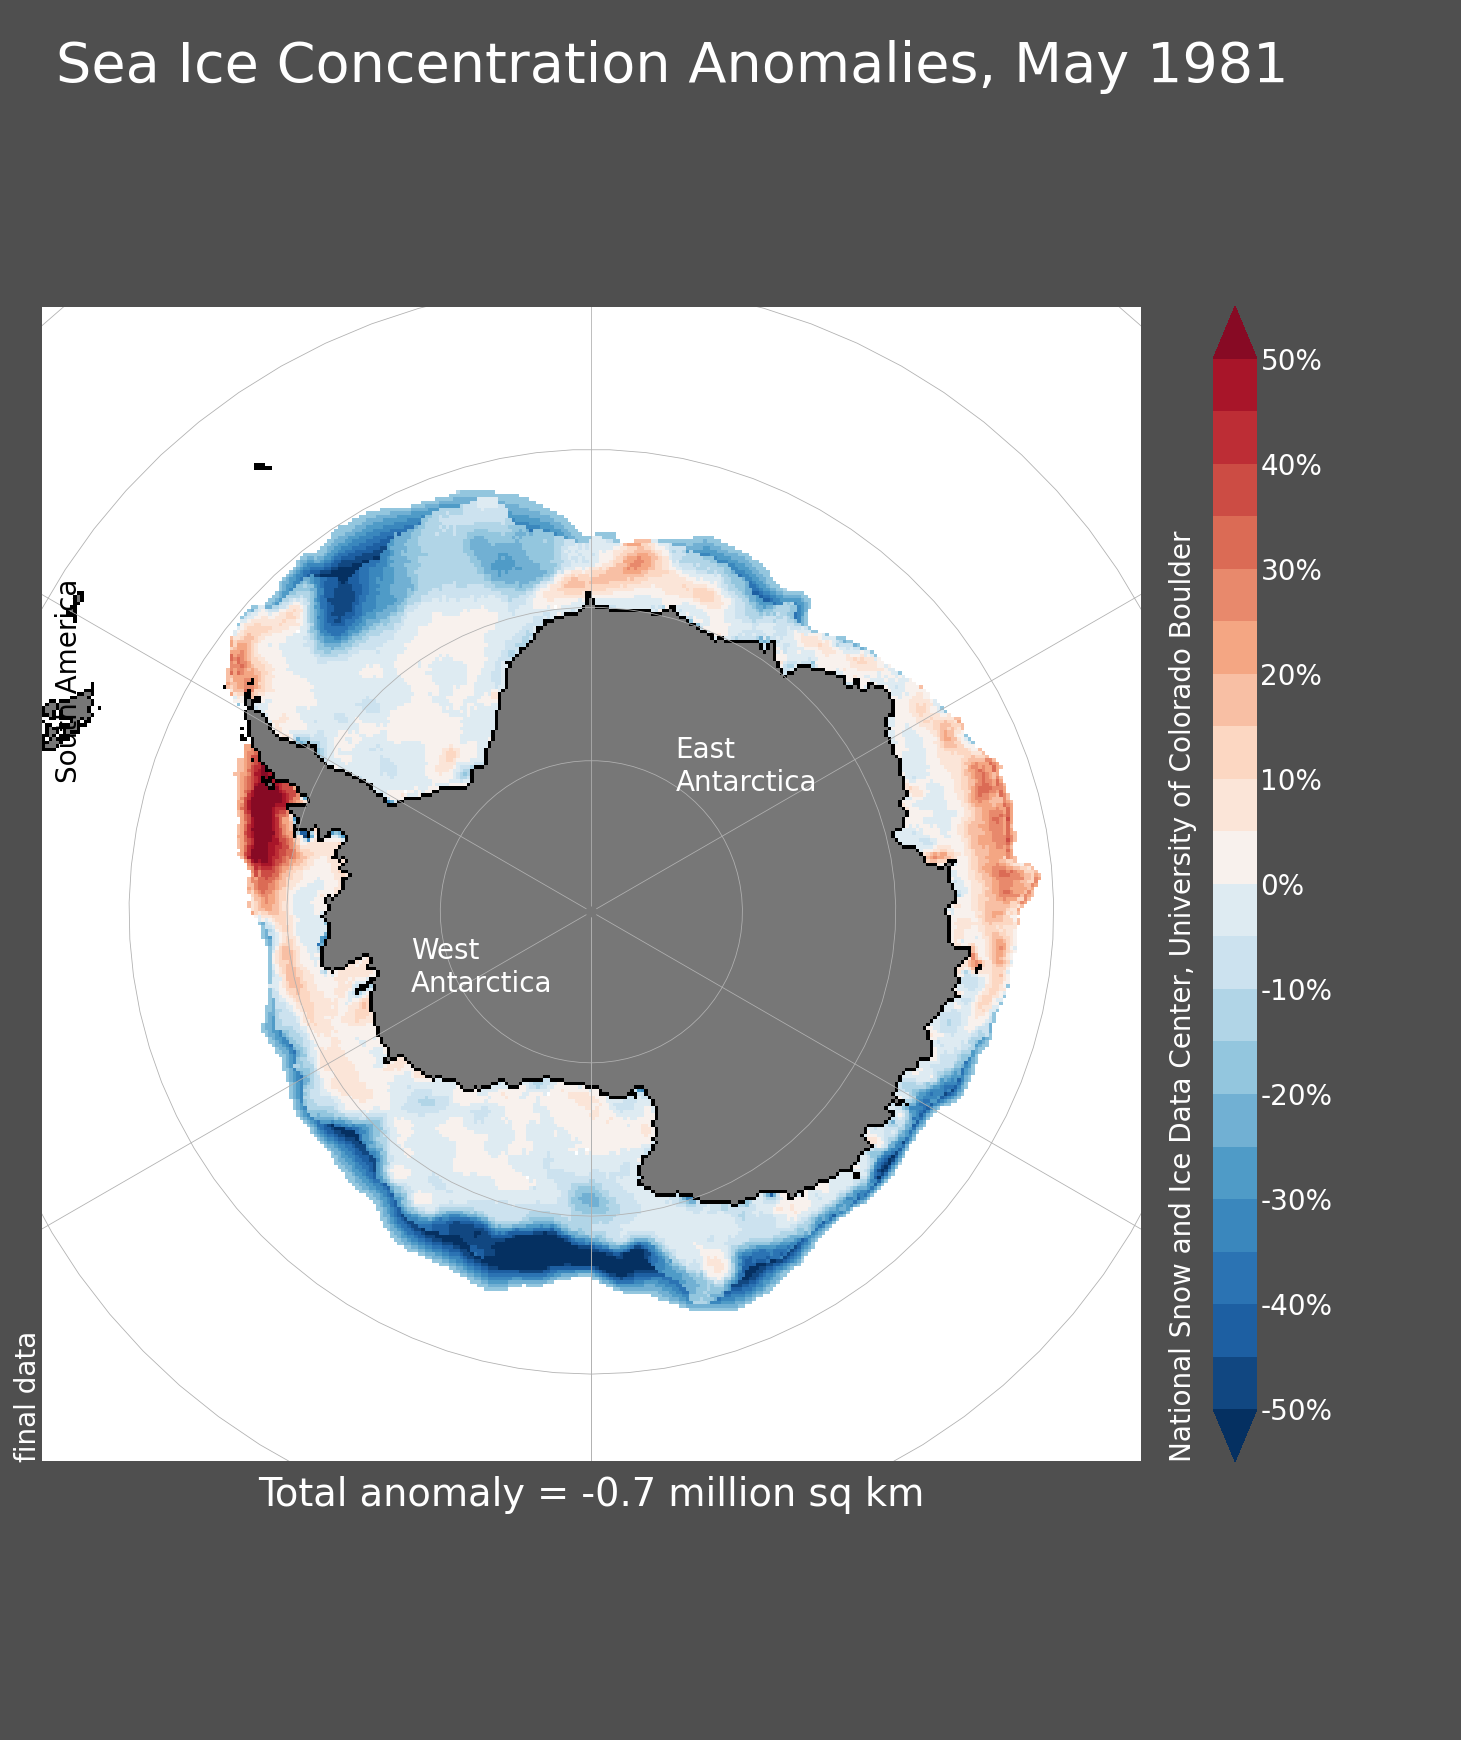 Sea Ice Concentration Anomalies, May 1981
South America
East
Antarctica
West
Antarctica
final data
National Snow and Ice Data Center, University of Colorado Boulder
50%
40%
30%
20%
10%
0%
-10%
-20%
-30%
-40%
-50%
Total anomaly = -0.7 million sq km